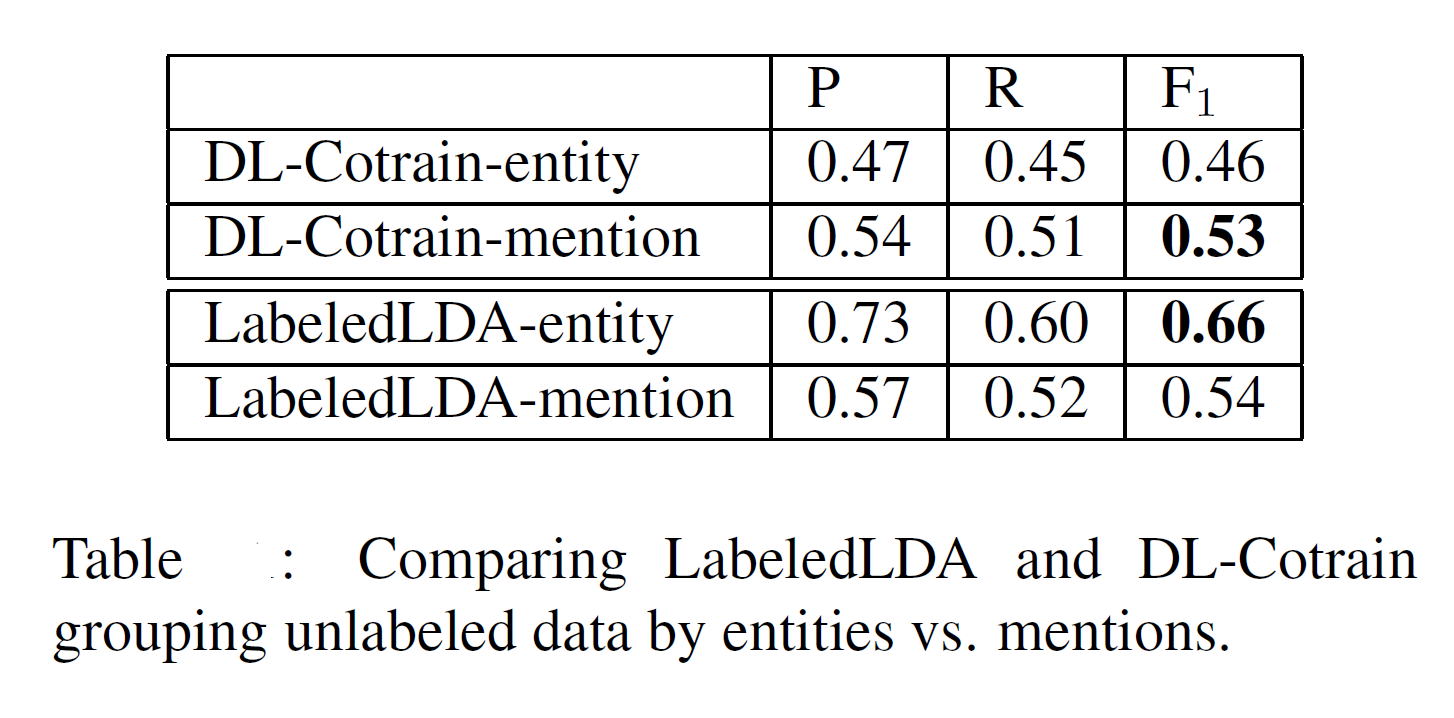 P R F₁
DL-Cotrain-entity 0.47 0.45 0.46
DL-Cotrain-mention 0.54 0.51 0.53
LabeledLDA-entity 0.73 0.60 0.66
LabeledLDA-mention 0.57 0.52 0.54
Table : Comparing LabeledLDA and DL-Cotrain
grouping unlabeled data by entities vs. mentions.